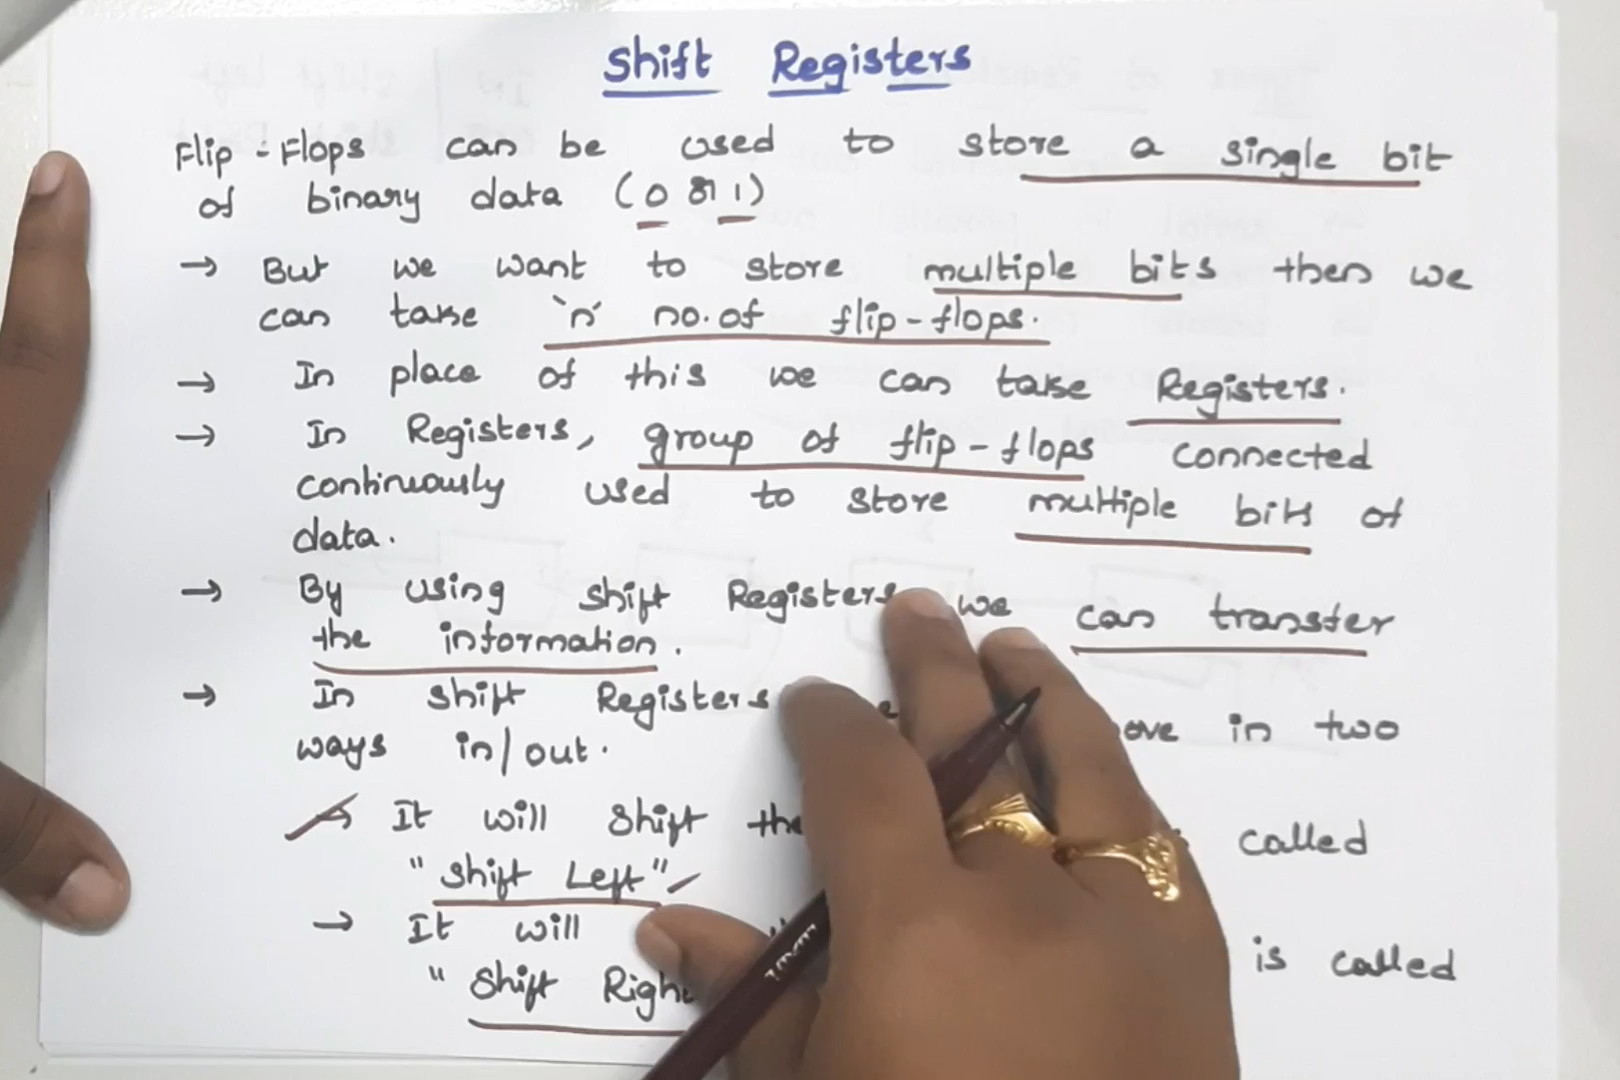 Shift Registers
Flip-Flops can be used to store a single bit
of binary data (0 or 1)
→ But we want to store multiple bits then we
can take 'n' no. of flip-flops.
→ In place of this we can take Registers.
→ In Registers, group of flip-flops connected
continuously used to store multiple bits of
data.
→ By using shift Registers we can transfer
the information.
→ In shift Registers in two
ways in/out.
→ It will shift the called
"Shift Left"
→ It will is called
"Shift Right